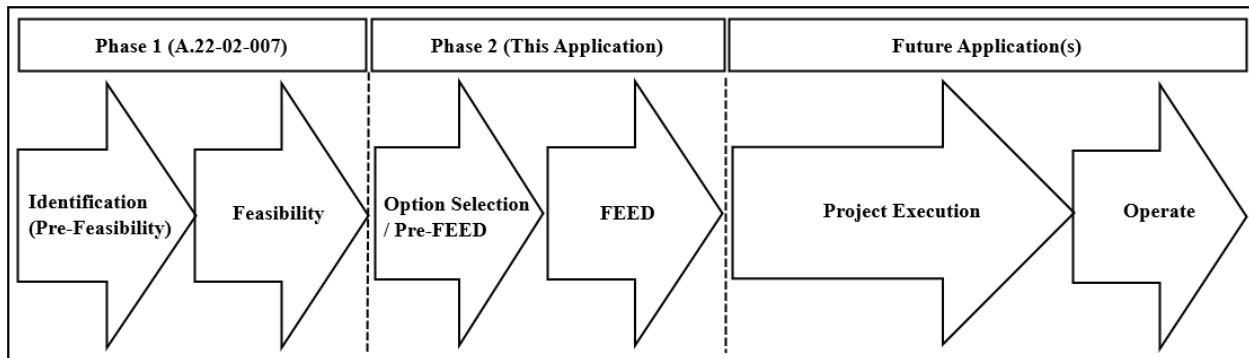 Phase 1 (A.22-02-007)
Phase 2 (This Application)
Future Application(s)
Identification
(Pre-Feasibility)
Feasibility
Option Selection
/ Pre-FEED
FEED
Project Execution
Operate